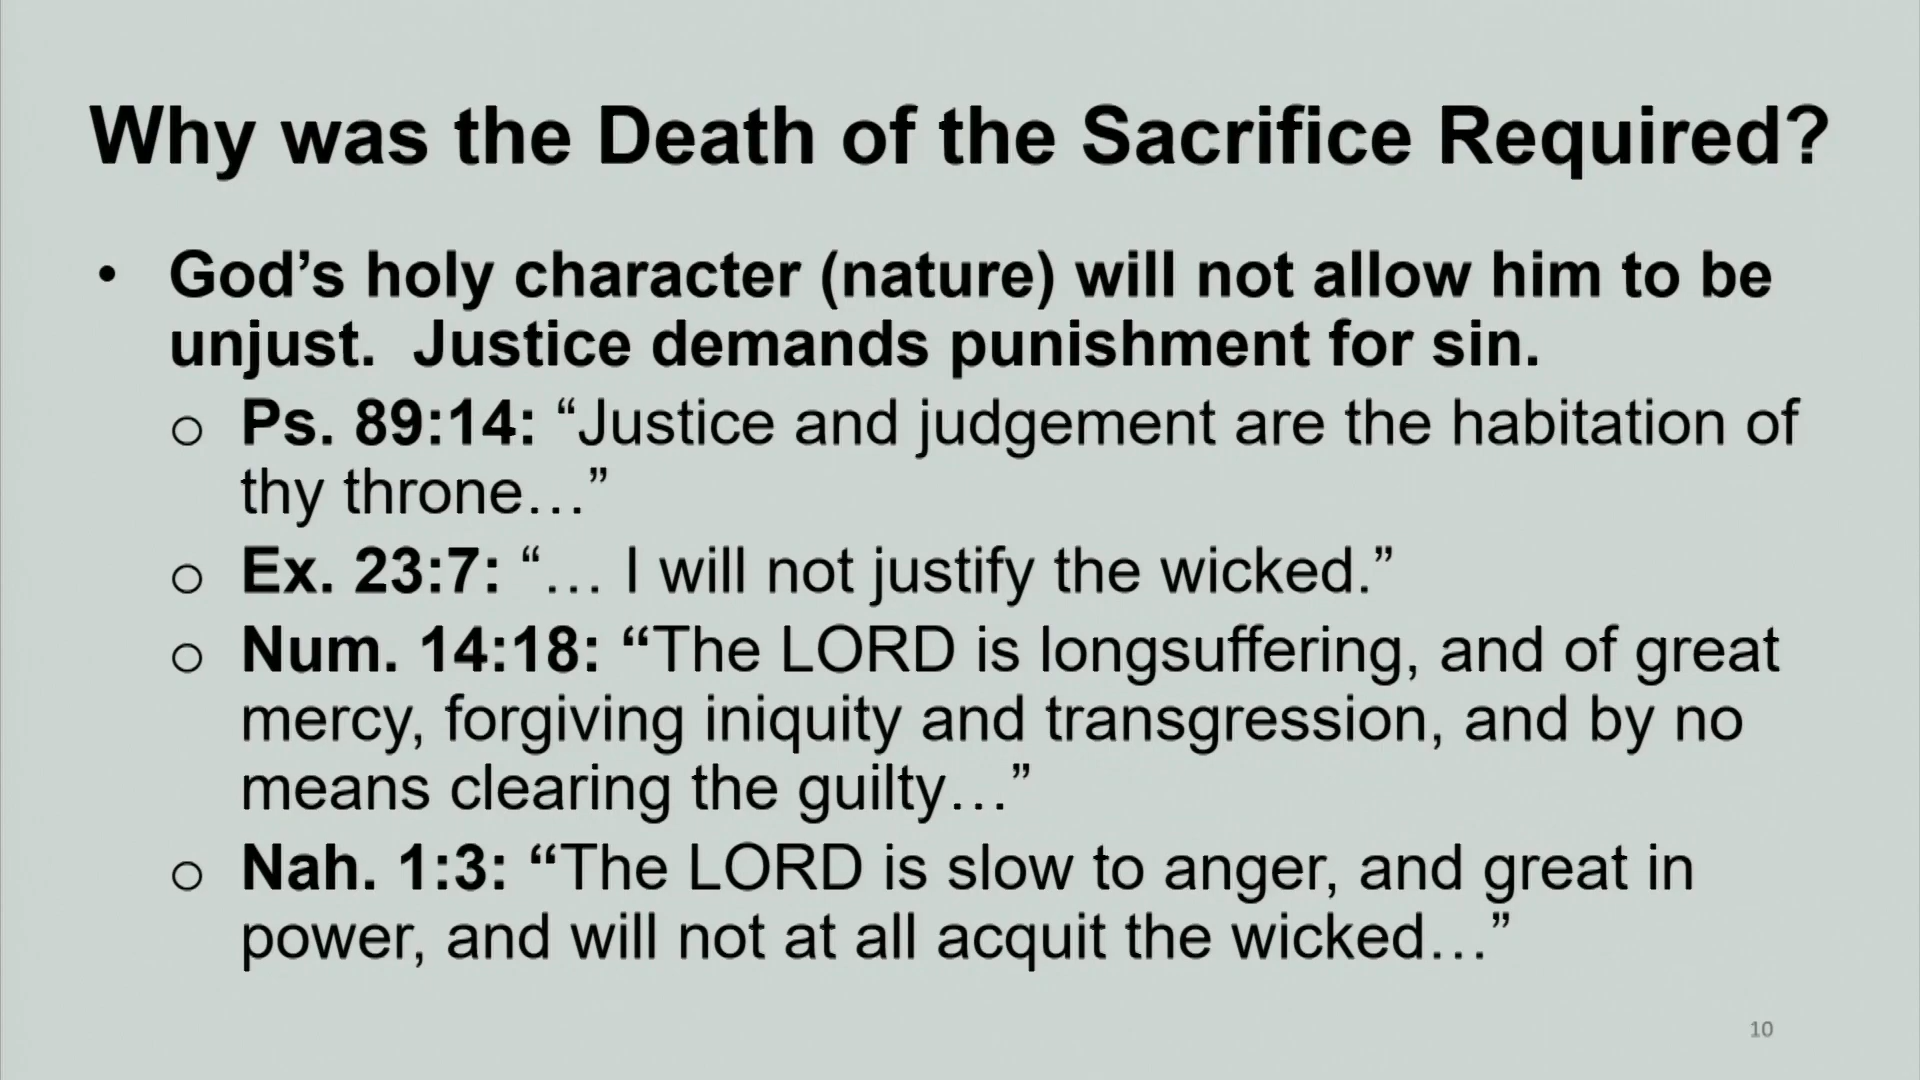 Why was the Death of the Sacrifice Required?
• God’s holy character (nature) will not allow him to be
unjust.  Justice demands punishment for sin.
o Ps. 89:14: “Justice and judgement are the habitation of
thy throne…”
o Ex. 23:7: “… I will not justify the wicked.”
o Num. 14:18: “The LORD is longsuffering, and of great
mercy, forgiving iniquity and transgression, and by no
means clearing the guilty…”
o Nah. 1:3: “The LORD is slow to anger, and great in
power, and will not at all acquit the wicked…”
10